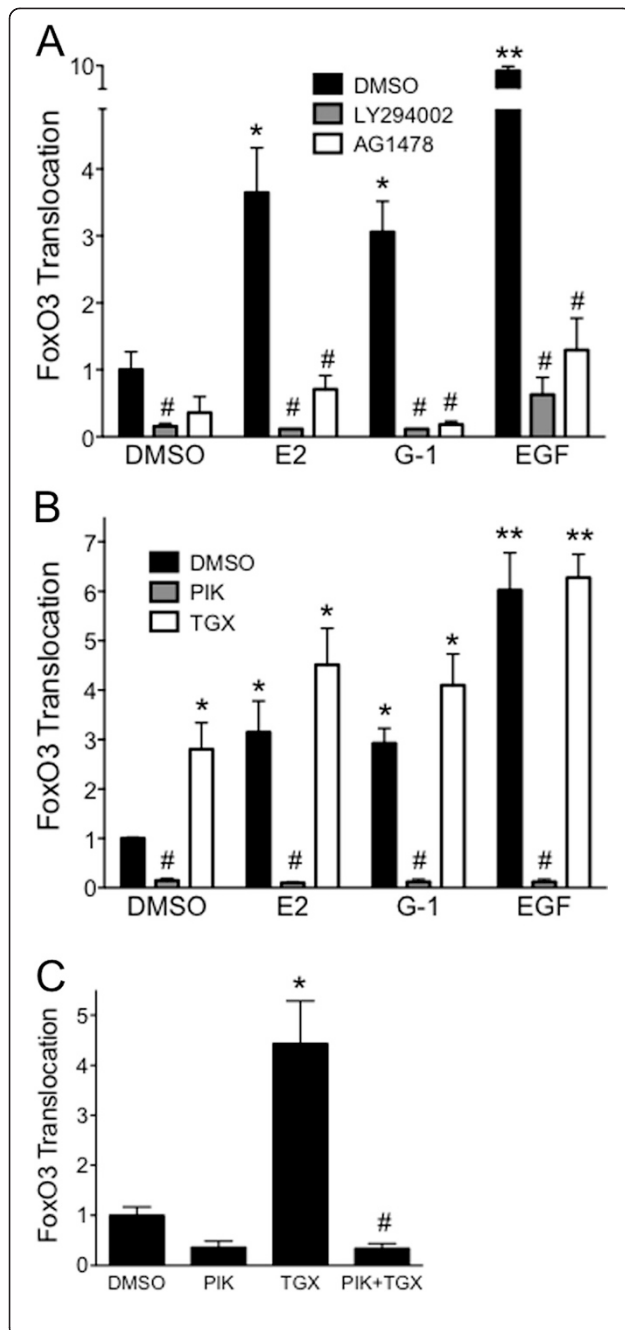 A
FoxO3 Translocation
10
4
3
2
1
0
DMSO
LY294002
AG1478
*
*
**
#
#
#
#
#
#
#
DMSO E2 G-1 EGF
B
FoxO3 Translocation
7
6
5
4
3
2
1
0
DMSO
PIK
TGX
*
*
*
*
*
**
**
#
#
#
#
DMSO E2 G-1 EGF
C
FoxO3 Translocation
5
4
3
2
1
0
*
#
DMSO PIK TGX PIK+TGX